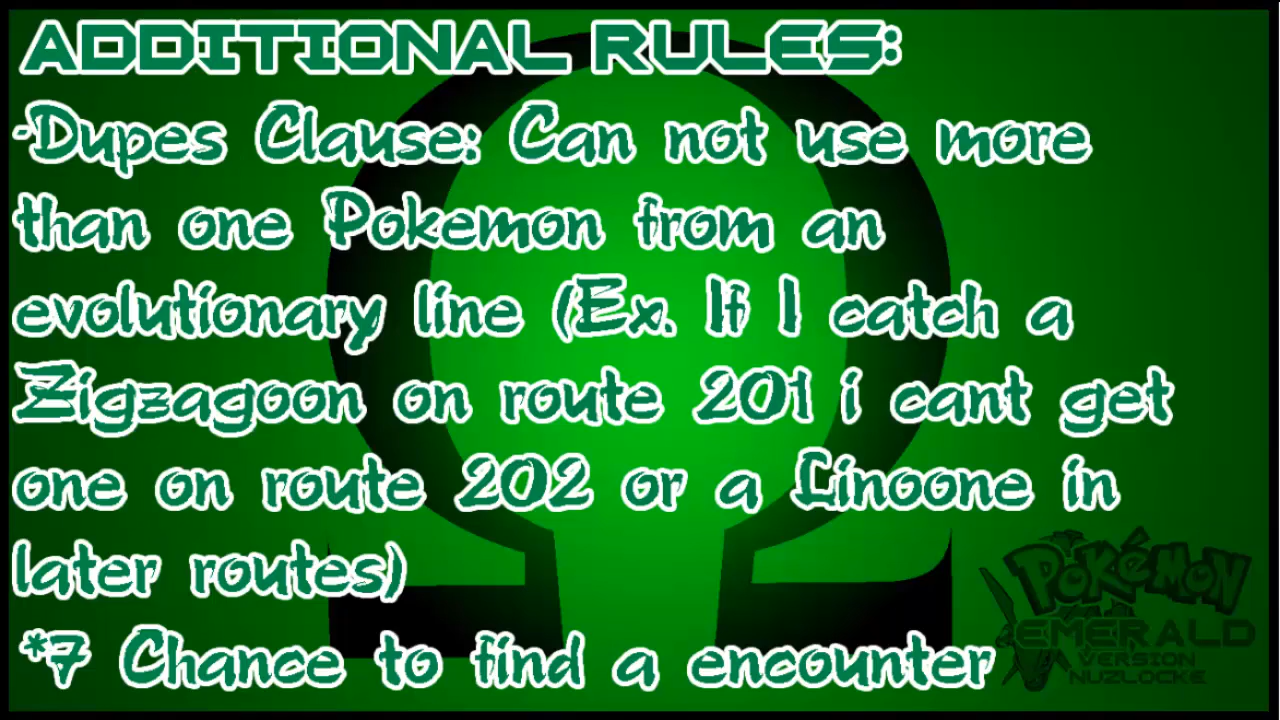 ADDITIONAL RULES:
-Dupes Clause: Can not use more
than one Pokemon from an
evolutionary line (Ex. If I catch a
Zigzagoon on route 201 i cant get
one on route 202 or a Linoone in
later routes)
*7 Chance to find a encounter
POKéMON
EMERALD
VERSION
NUZLOCKE